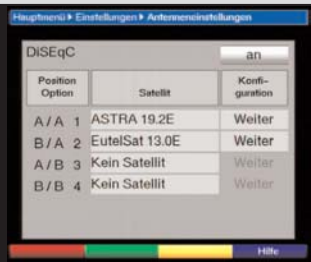 Hauptmenü ▶ Einstellungen ▶ Antenneneinstellungen
DiSEqC an
Position Option Satellit Konfi-guration
A/A 1 ASTRA 19.2E Weiter
B/A 2 EutelSat 13.0E Weiter
A/B 3 Kein Satellit Weiter
B/B 4 Kein Satellit Weiter
Hilfe